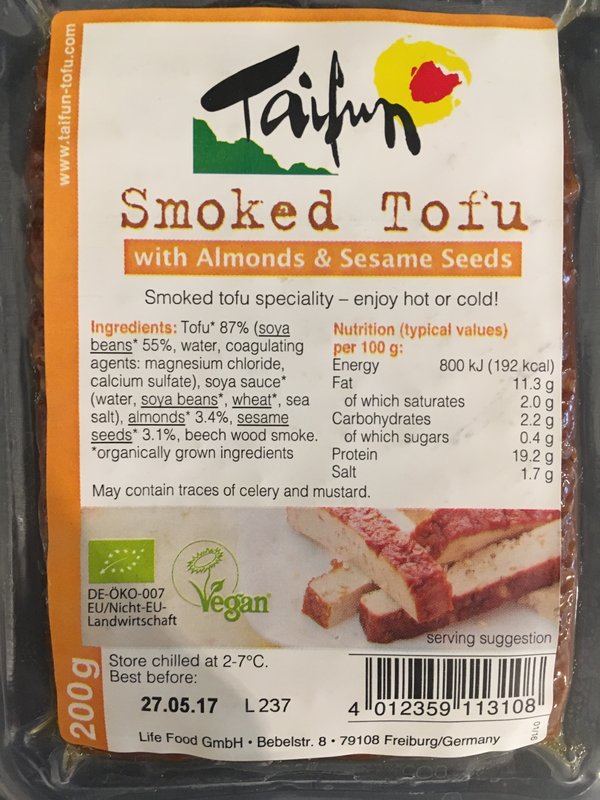 www.taifun-tofu.com
Taifun
Smoked Tofu
with Almonds & Sesame Seeds
Smoked tofu speciality – enjoy hot or cold!
Ingredients: Tofu* 87% (soya
beans* 55%, water, coagulating
agents: magnesium chloride,
calcium sulfate), soya sauce*
(water, soya beans*, wheat*, sea
salt), almonds* 3.4%, sesame
seeds* 3.1%, beech wood smoke.
*organically grown ingredients
Nutrition (typical values)
per 100 g:
Energy 800 kJ (192 kcal)
Fat 11.3 g
of which saturates 2.0 g
Carbohydrates 2.2 g
of which sugars 0.4 g
Protein 19.2 g
Salt 1.7 g
May contain traces of celery and mustard.
DE-ÖKO-007
EU/Nicht-EU-
Landwirtschaft
Vegan
serving suggestion
200g
Store chilled at 2-7°C.
Best before:
27.05.17 L 237
4 012359 113108
01/16
Life Food GmbH • Bebelstr. 8 • 79108 Freiburg/Germany